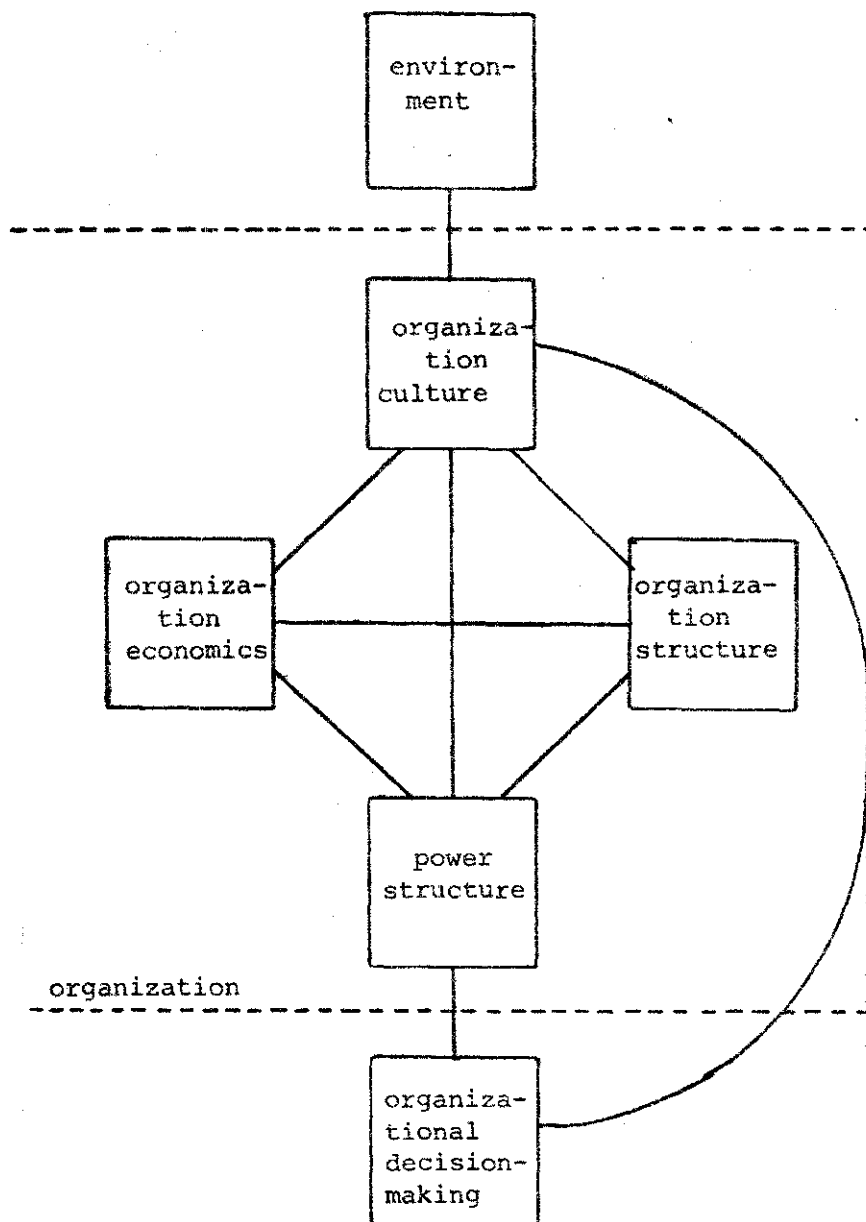 environ-
ment
organiza-
tion
culture
organiza-
tion
economics
organiza-
tion
structure
power
structure
organization
organiza-
tional
decision-
making